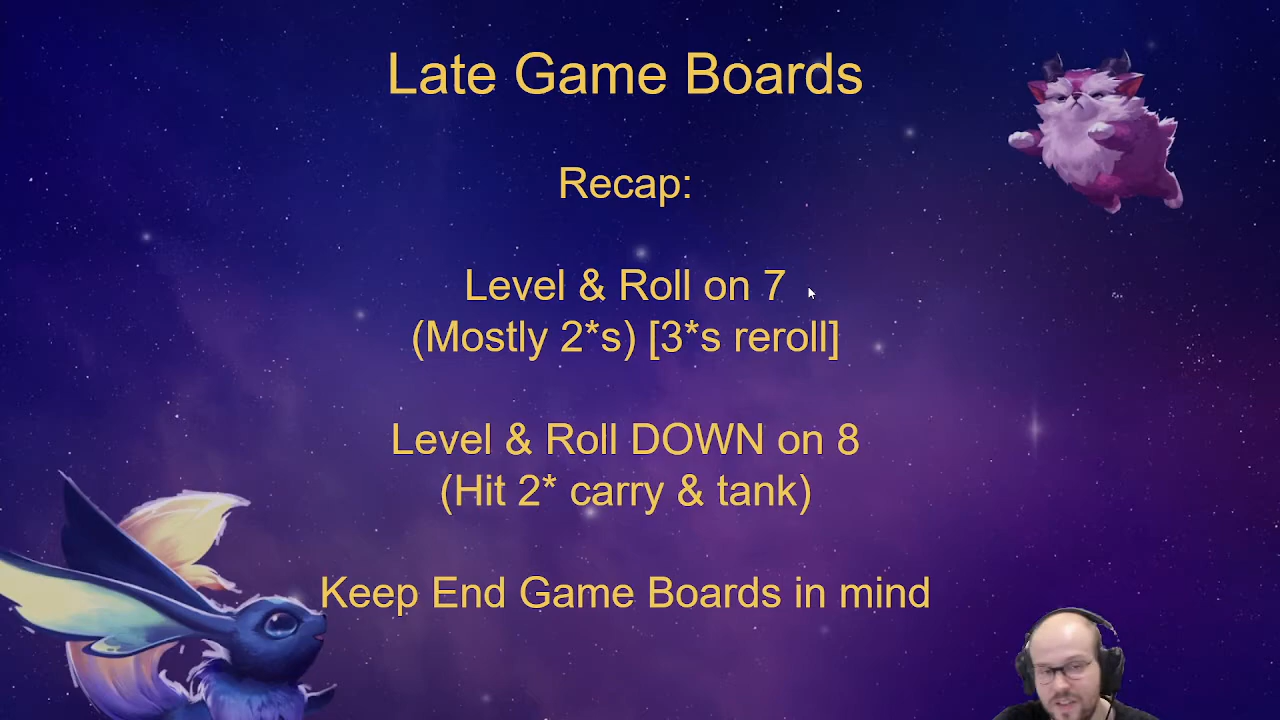 Late Game Boards
Recap:
Level & Roll on 7
(Mostly 2*s) [3*s reroll]
Level & Roll DOWN on 8
(Hit 2* carry & tank)
Keep End Game Boards in mind